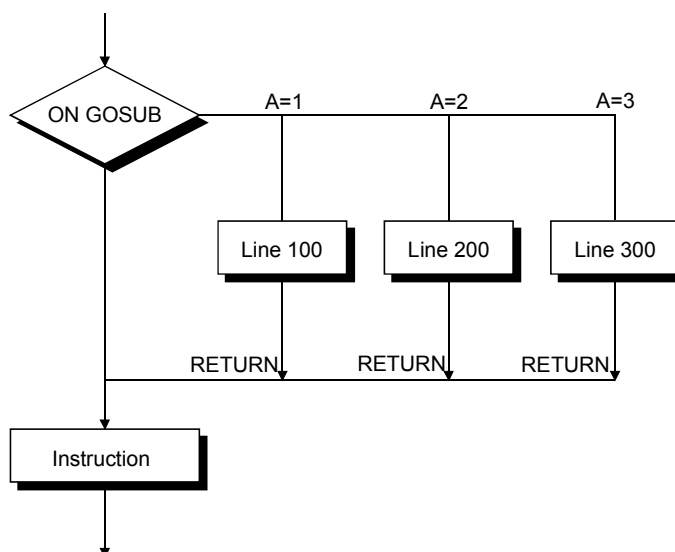 ON GOSUB
A=1
A=2
A=3
Line 100
Line 200
Line 300
RETURN
RETURN
RETURN
Instruction